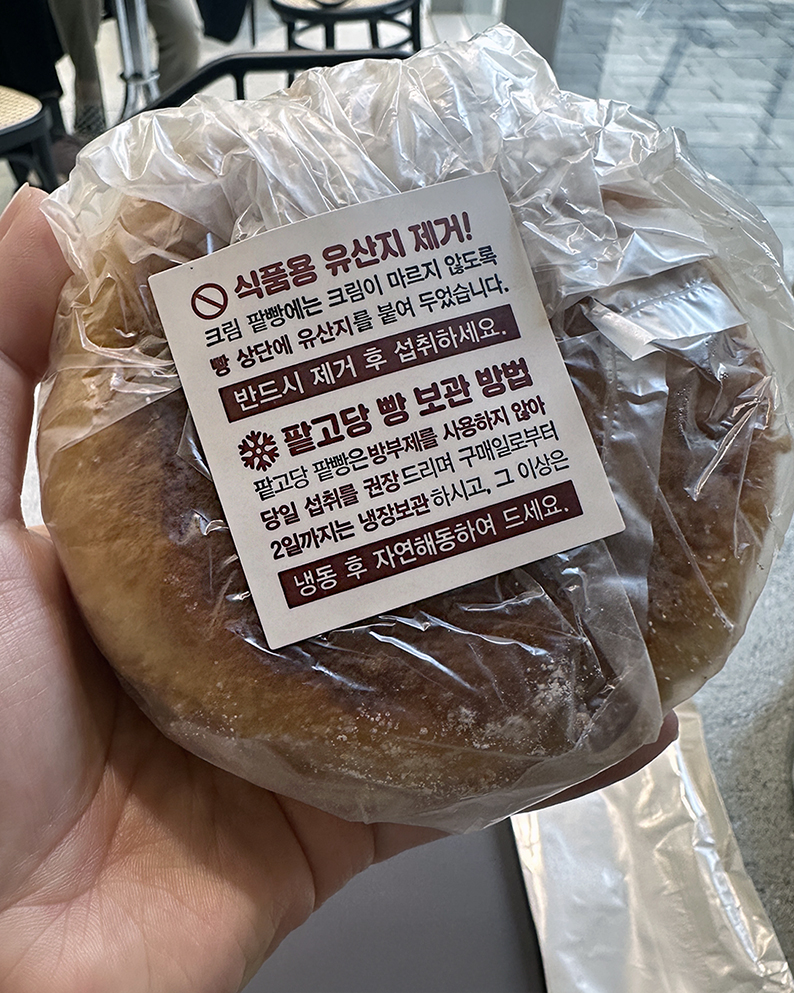 식품용 유산지 제거!
크림 팥빵에는 크림이 마르지 않도록
빵 상단에 유산지를 붙여 두었습니다.
반드시 제거 후 섭취하세요.
팥고당 빵 보관 방법
팥고당 팥빵은 방부제를 사용하지 않아
당일 섭취를 권장드리며 구매일로부터
2일까지는 냉장보관하시고, 그 이상은
냉동 후 자연해동하여 드세요.